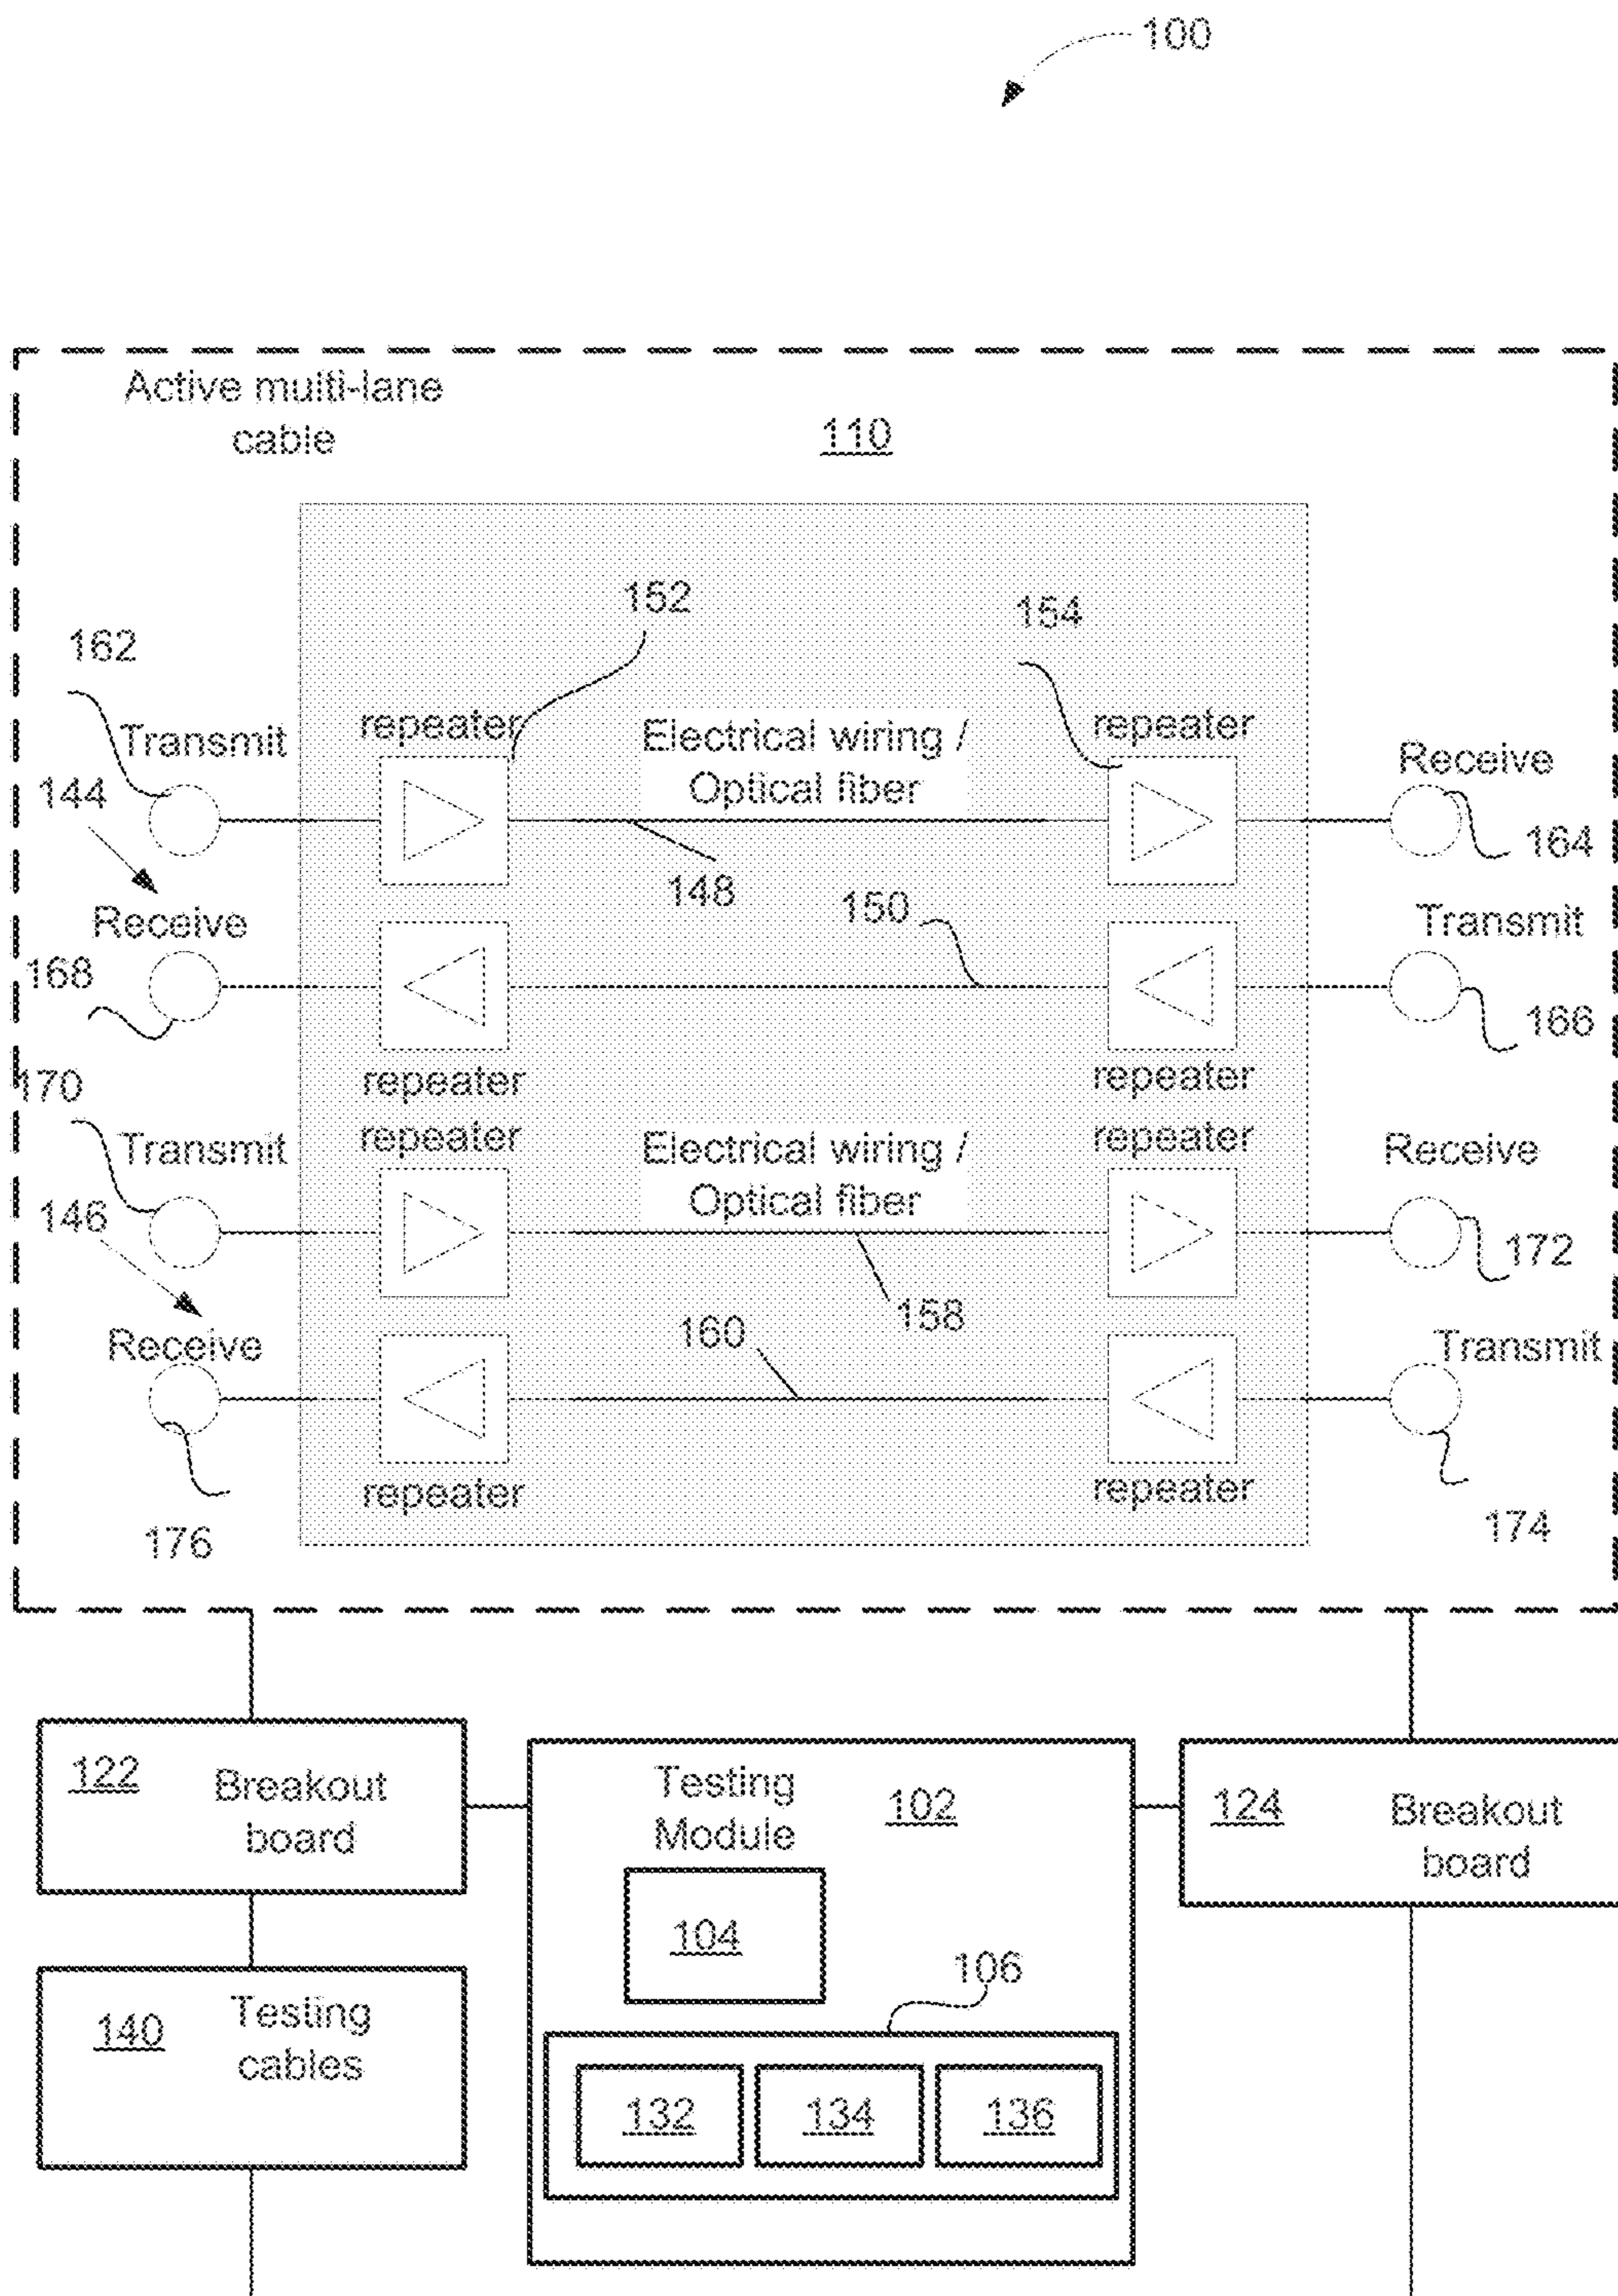 100
Active multi-lane
cable
110
152
154
162
Transmit
repeater
Electrical wiring /
Optical fiber
repeater
Receive
144
164
148
150
Receive
Transmit
168
166
repeater
repeater
170
Transmit
repeater
Electrical wiring /
Optical fiber
repeater
Receive
146
172
158
160
Receive
Transmit
repeater
repeater
176
174
122
Breakout
board
Testing
Module
102
124
Breakout
board
104
106
140
Testing
cables
132
134
136